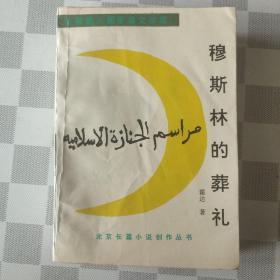 穆斯林的葬礼
مراسم الجنازة الاسلاميه
霍达 著
北京长篇小说创作丛书